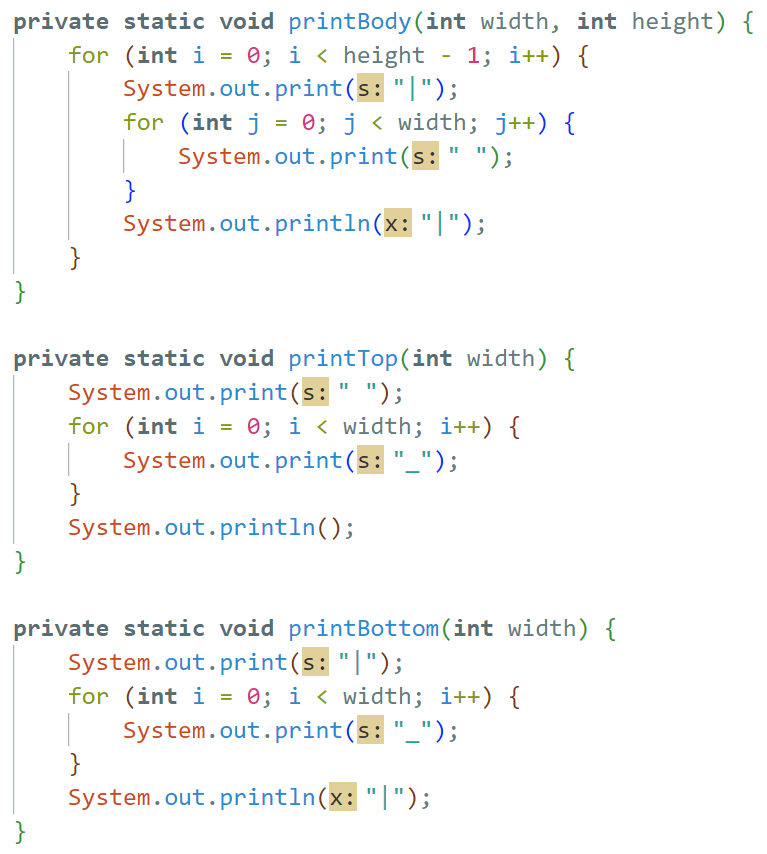 private static void printBody(int width, int height) {
    for (int i = 0; i < height - 1; i++) {
        System.out.print(s: "|");
        for (int j = 0; j < width; j++) {
            System.out.print(s: " ");
        }
        System.out.println(x: "|");
    }
}

private static void printTop(int width) {
    System.out.print(s: " ");
    for (int i = 0; i < width; i++) {
        System.out.print(s: "_");
    }
    System.out.println();
}

private static void printBottom(int width) {
    System.out.print(s: "|");
    for (int i = 0; i < width; i++) {
        System.out.print(s: "_");
    }
    System.out.println(x: "|");
}